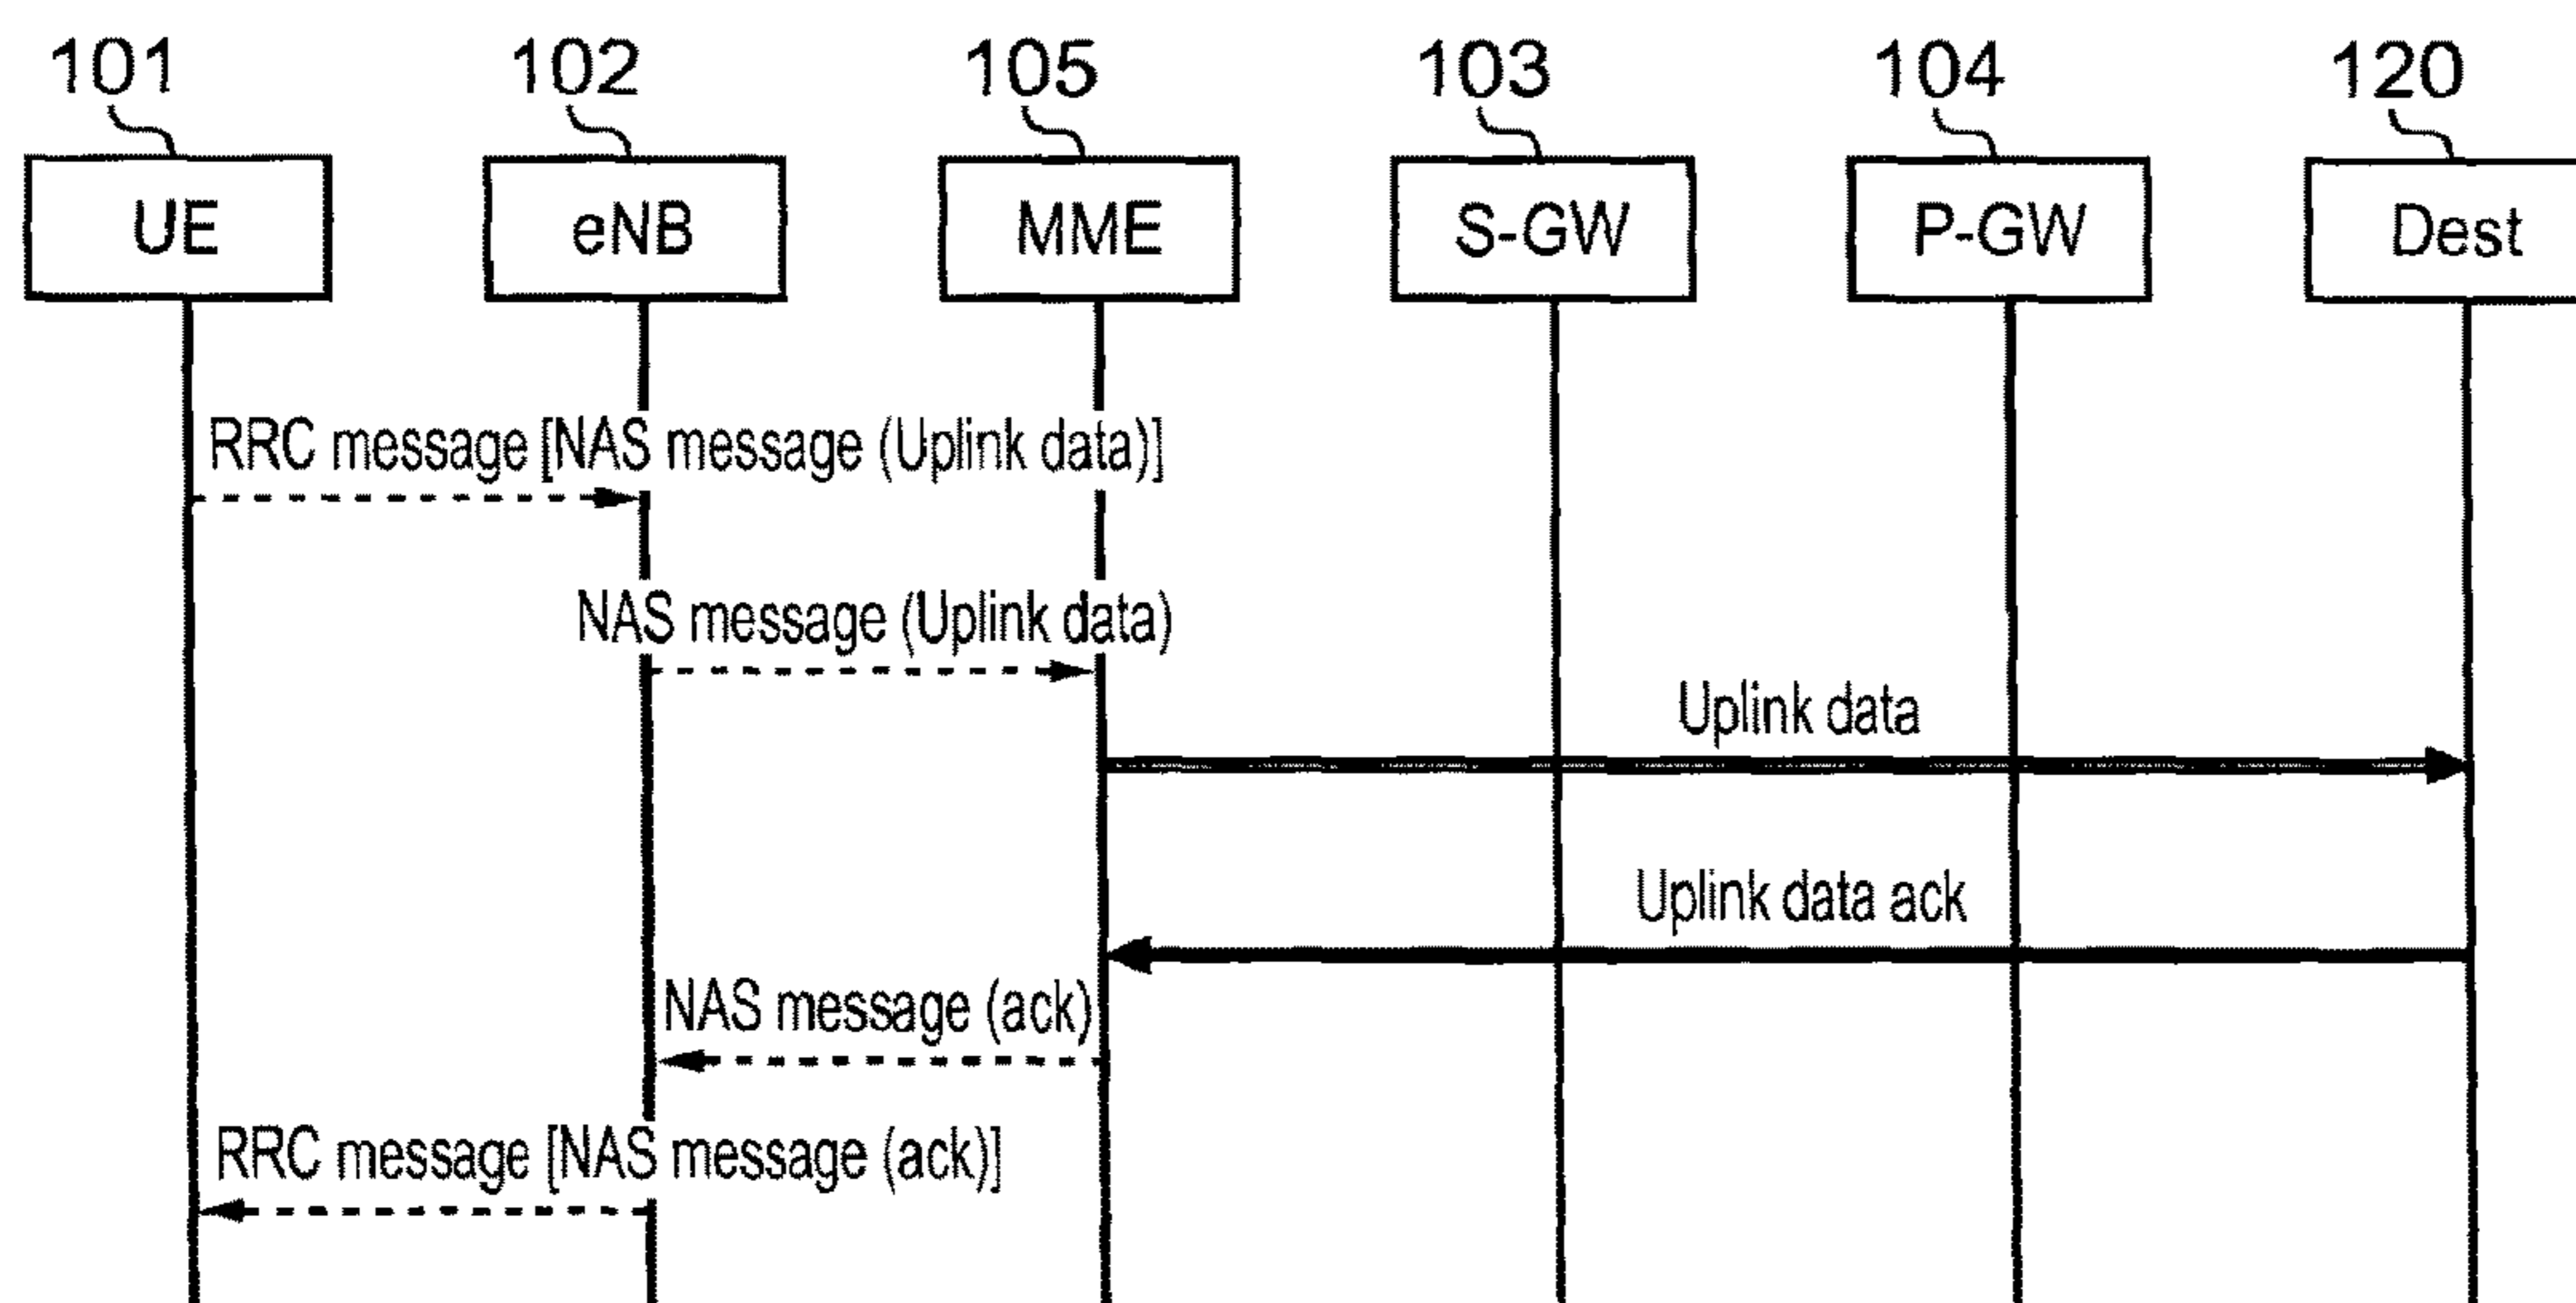 101 102 105 103 104 120
UE eNB MME S-GW P-GW Dest
RRC message [NAS message (Uplink data)]
NAS message (Uplink data)
Uplink data
Uplink data ack
NAS message (ack)
RRC message [NAS message (ack)]